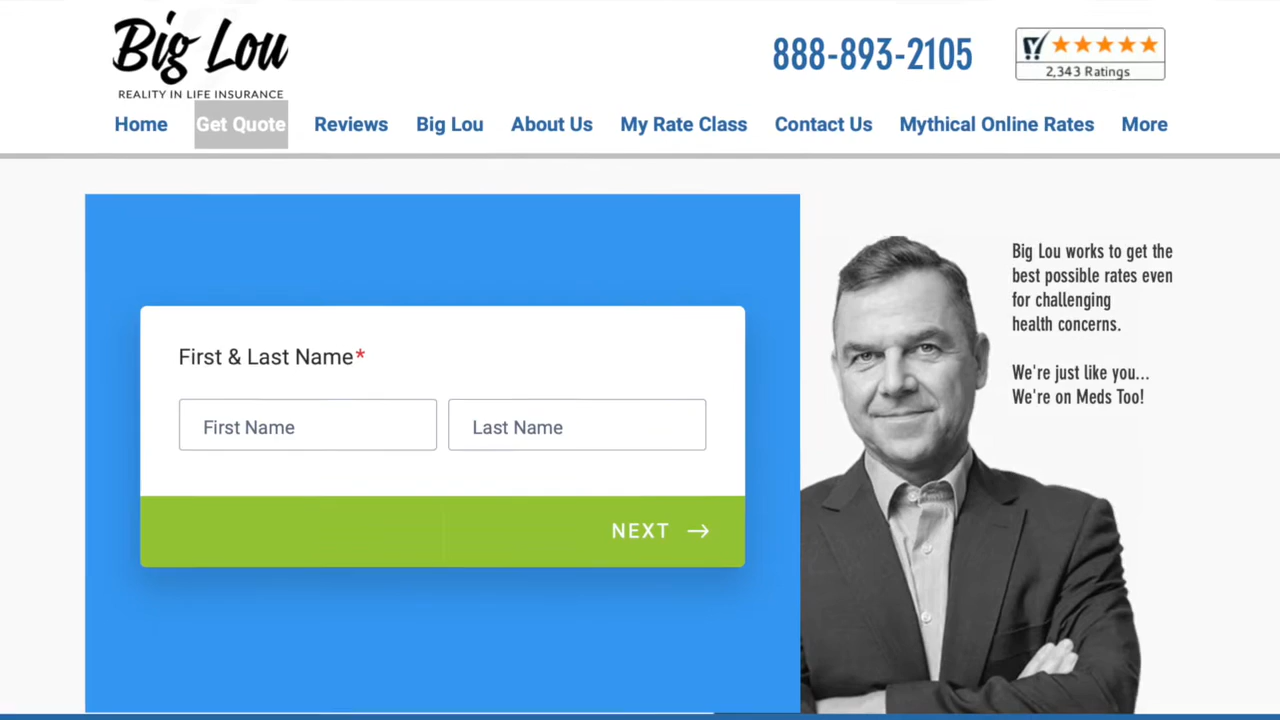 Big Lou
REALITY IN LIFE INSURANCE
888-893-2105
2,343 Ratings
Home Get Quote Reviews Big Lou About Us My Rate Class Contact Us Mythical Online Rates More
First & Last Name*
First Name Last Name
NEXT
Big Lou works to get the
best possible rates even
for challenging
health concerns.
We're just like you...
We're on Meds Too!